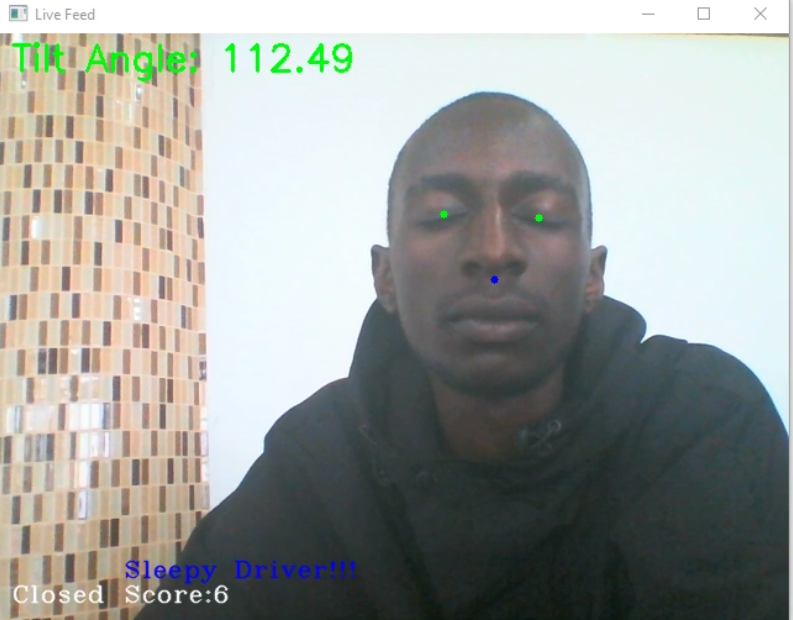 Live Feed
Tilt Angle: 112.49
Sleepy Driver!!!
Closed Score:6